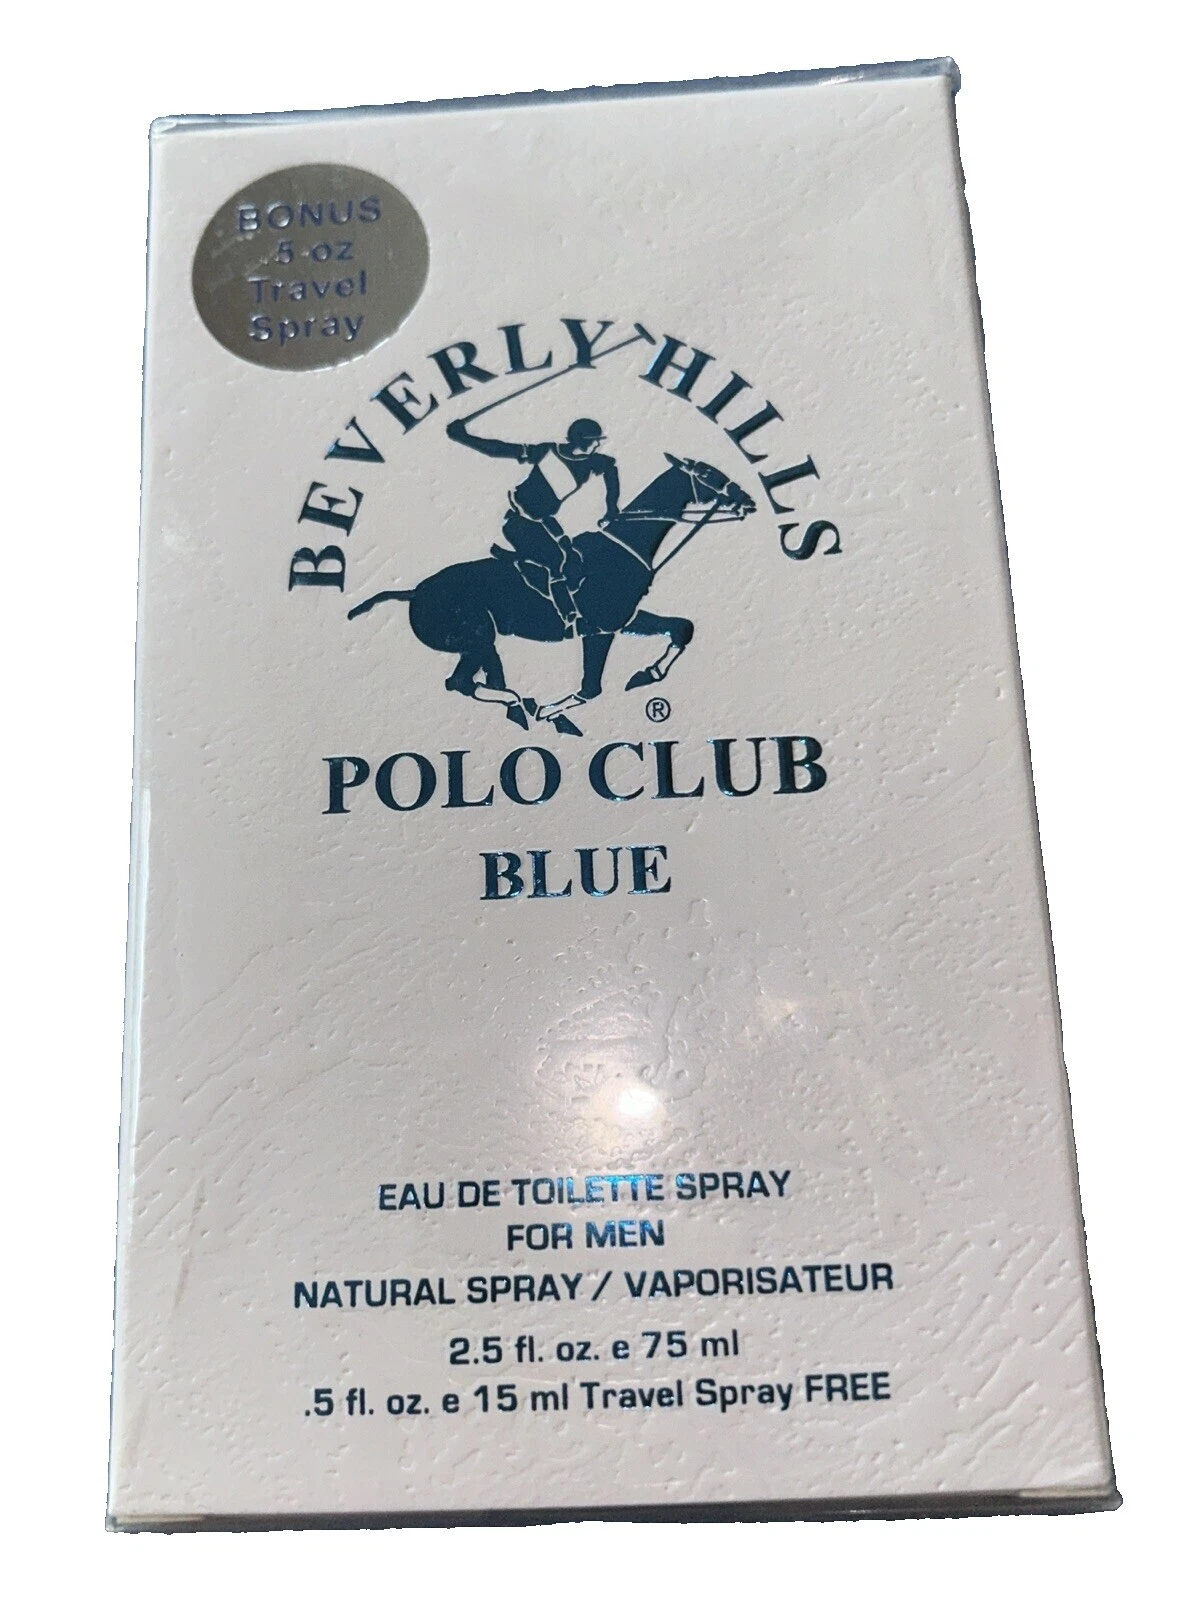 BONUS
.5 oz
Travel
Spray
BEVERLY HILLS
®
POLO CLUB
BLUE
EAU DE TOILETTE SPRAY
FOR MEN
NATURAL SPRAY / VAPORISATEUR
2.5 fl. oz. e 75 ml
.5 fl. oz. e 15 ml Travel Spray FREE